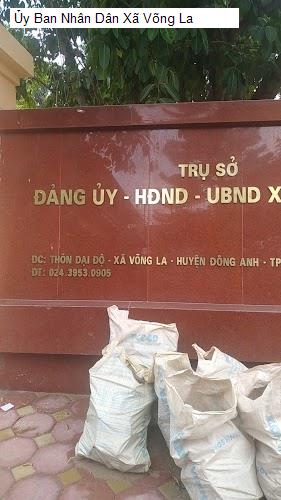 Ủy Ban Nhân Dân Xã Võng La
TRỤ SỞ
ĐẢNG ỦY - HĐND - UBND X
ĐC: THÔN ĐẠI ĐỘ - XÃ VÕNG LA - HUYỆN ĐÔNG ANH - TP
ĐT: 024.3953.0905